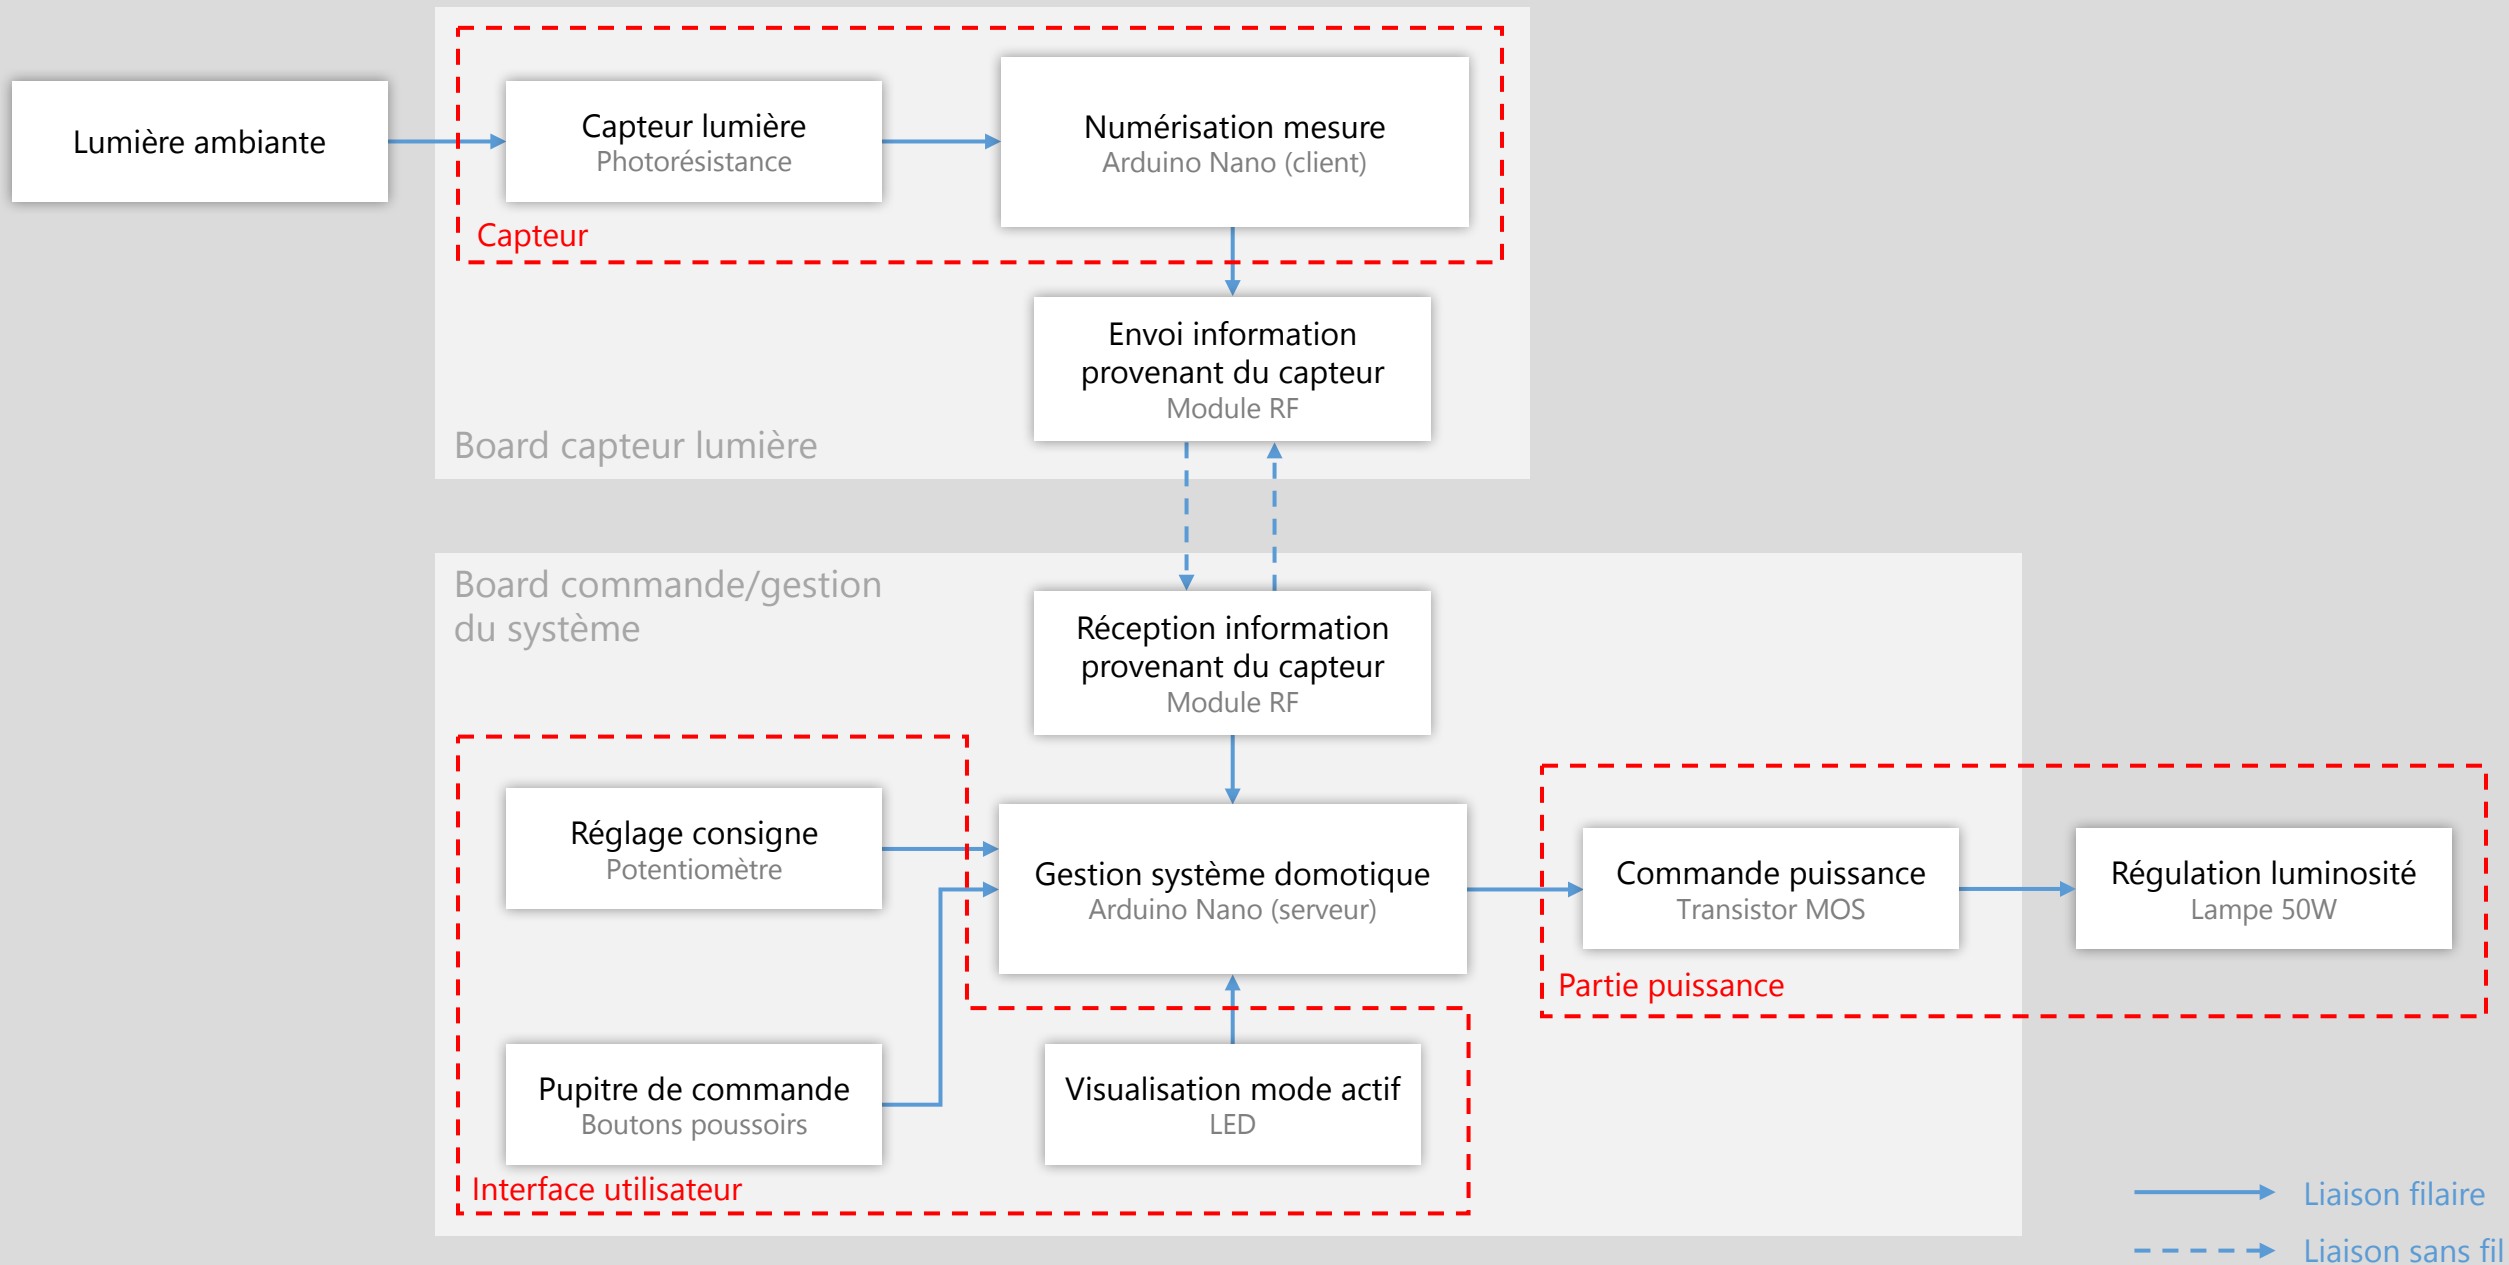 Lumière ambiante
Capteur lumière
Photorésistance
Numérisation mesure
Arduino Nano (client)
Capteur
Envoi information
provenant du capteur
Module RF
Board capteur lumière
Board commande/gestion
du système
Réception information
provenant du capteur
Module RF
Réglage consigne
Potentiomètre
Gestion système domotique
Arduino Nano (serveur)
Commande puissance
Transistor MOS
Régulation luminosité
Lampe 50W
Partie puissance
Pupitre de commande
Boutons poussoirs
Visualisation mode actif
LED
Interface utilisateur
Liaison filaire
Liaison sans fil